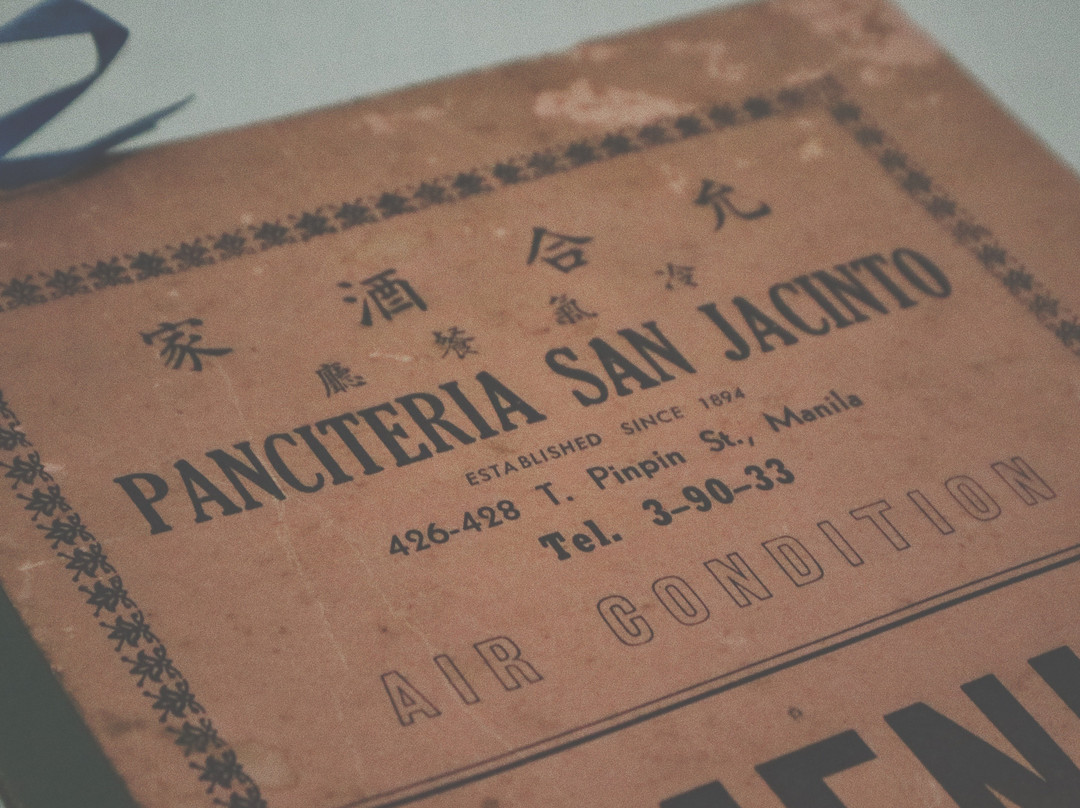 允合酒家
冷氣餐廳
PANCITERIA SAN JACINTO
ESTABLISHED SINCE 1894
426-428 T. Pinpin St., Manila
Tel. 3-90-33
AIR CONDITION
MENU